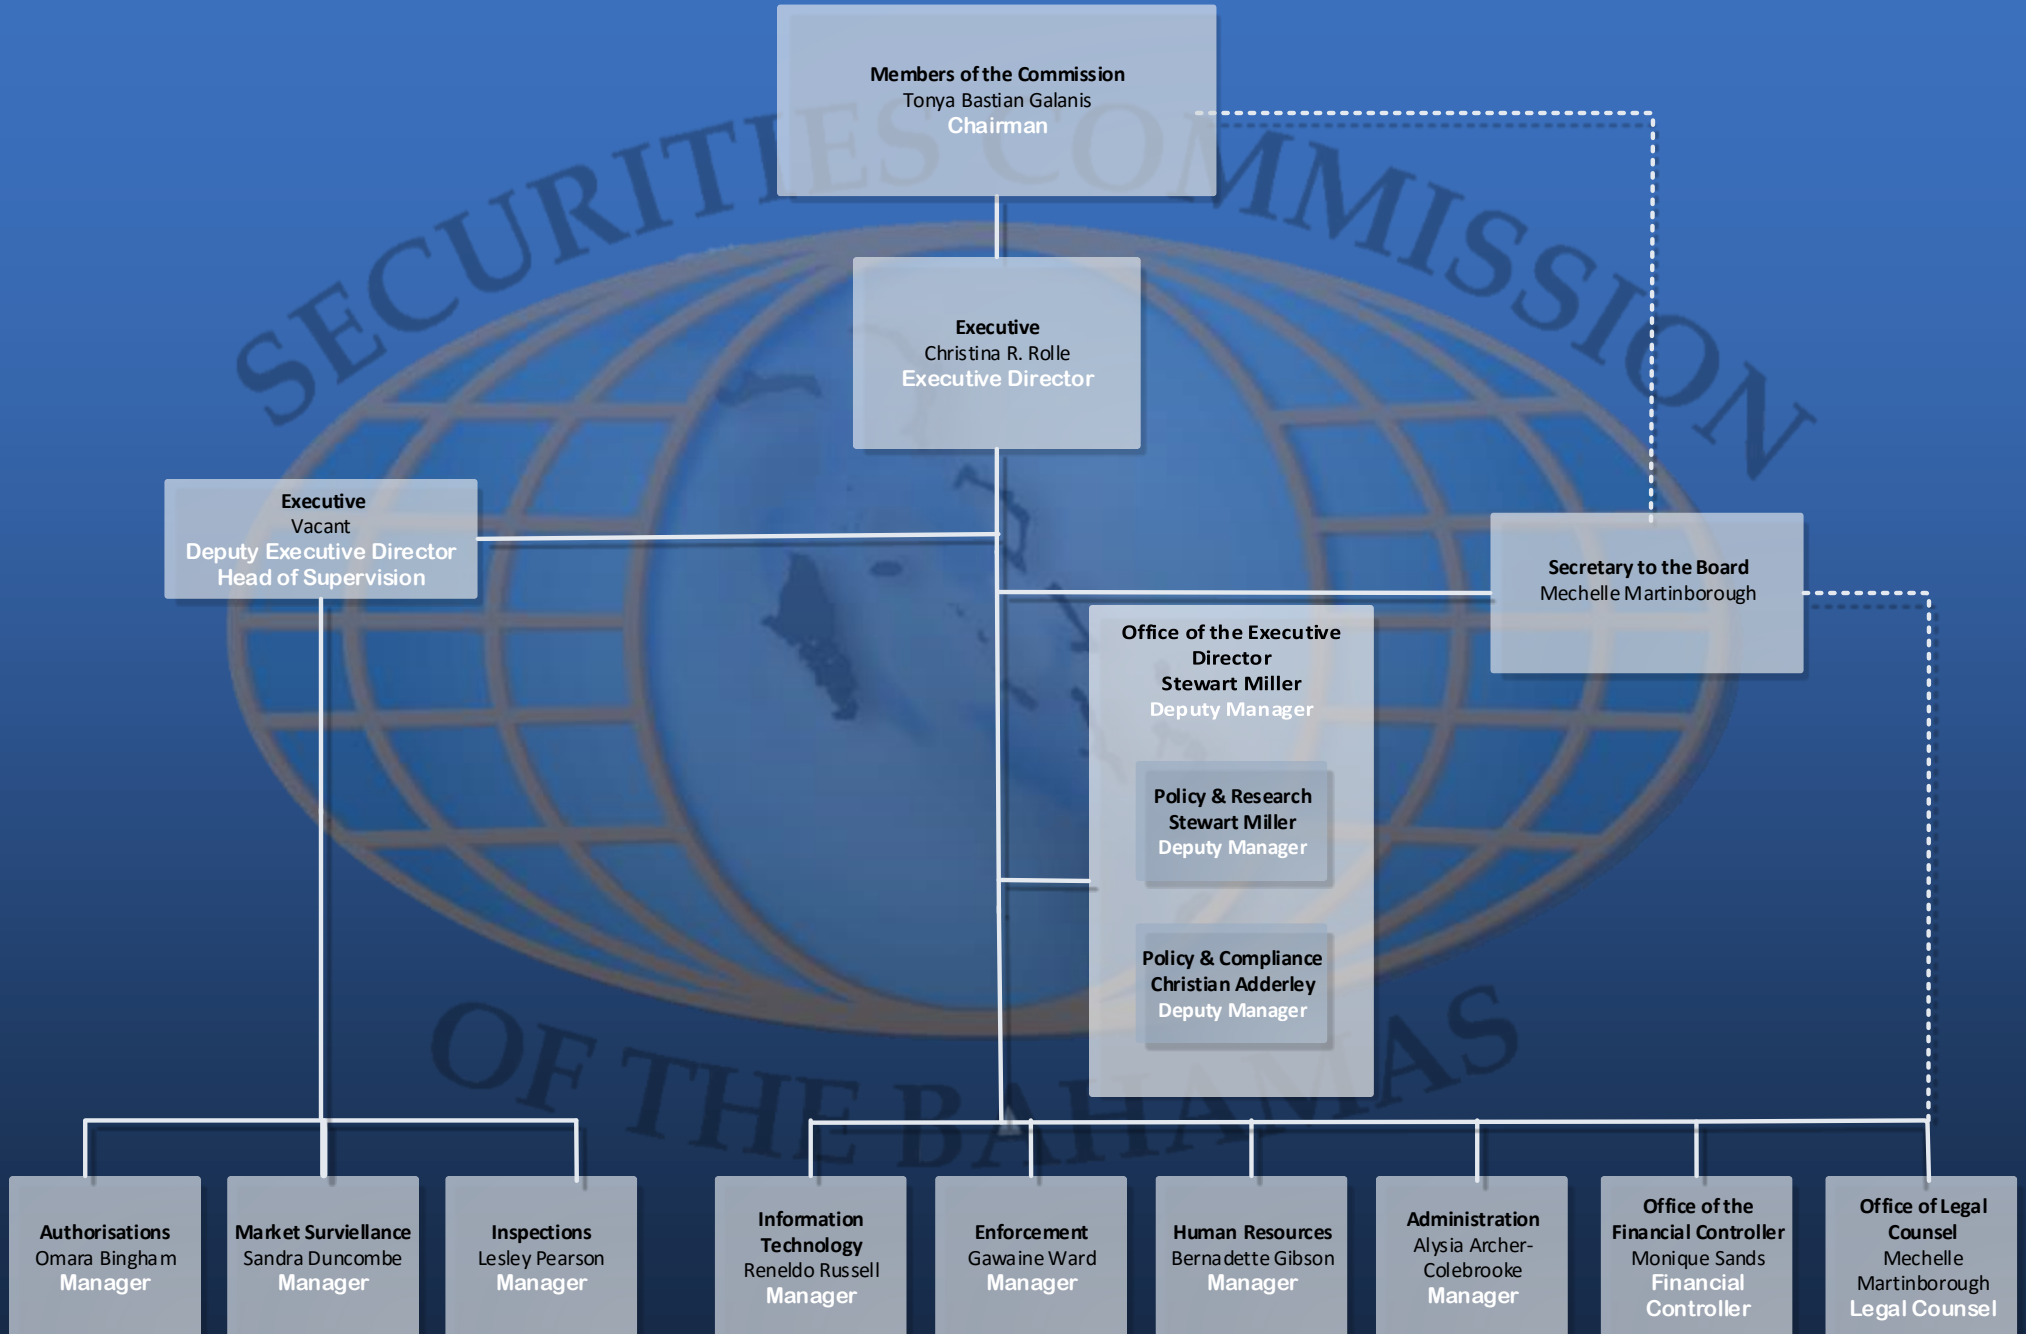 Members of the Commission
Tonya Bastian Galanis
Chairman
SECURITIES COMMISSION
OF THE BAHAMAS
Executive
Christina R. Rolle
Executive Director
Executive
Vacant
Deputy Executive Director
Head of Supervision
Secretary to the Board
Mechelle Martinborough
Office of the Executive
Director
Stewart Miller
Deputy Manager
Policy & Research
Stewart Miller
Deputy Manager
Policy & Compliance
Christian Adderley
Deputy Manager
Authorisations
Omara Bingham
Manager
Market Surviellance
Sandra Duncombe
Manager
Inspections
Lesley Pearson
Manager
Information
Technology
Reneldo Russell
Manager
Enforcement
Gawaine Ward
Manager
Human Resources
Bernadette Gibson
Manager
Administration
Alysia Archer-
Colebrooke
Manager
Office of the
Financial Controller
Monique Sands
Financial
Controller
Office of Legal
Counsel
Mechelle
Martinborough
Legal Counsel